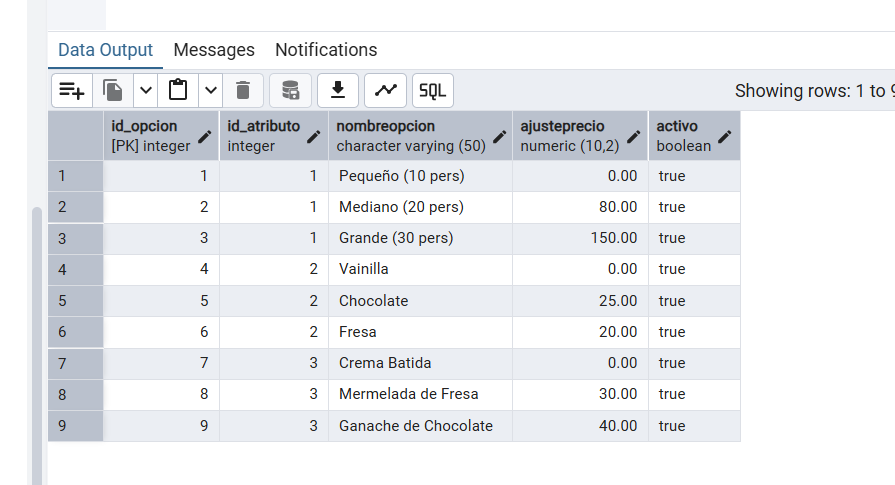 Data Output Messages Notifications
SQL Showing rows: 1 to 9
id_opcion id_atributo nombreopcion ajusteprecio activo
[PK] integer integer character varying (50) numeric (10,2) boolean
1 1 1 Pequeño (10 pers) 0.00 true
2 2 1 Mediano (20 pers) 80.00 true
3 3 1 Grande (30 pers) 150.00 true
4 4 2 Vainilla 0.00 true
5 5 2 Chocolate 25.00 true
6 6 2 Fresa 20.00 true
7 7 3 Crema Batida 0.00 true
8 8 3 Mermelada de Fresa 30.00 true
9 9 3 Ganache de Chocolate 40.00 true